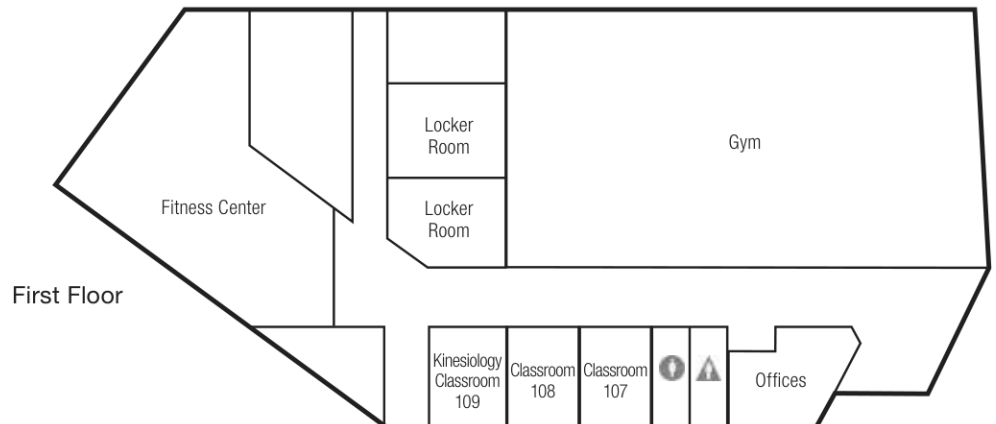 Locker
Room
Gym
Fitness Center
Locker
Room
First Floor
Kinesiology
Classroom
109
Classroom
108
Classroom
107
Offices